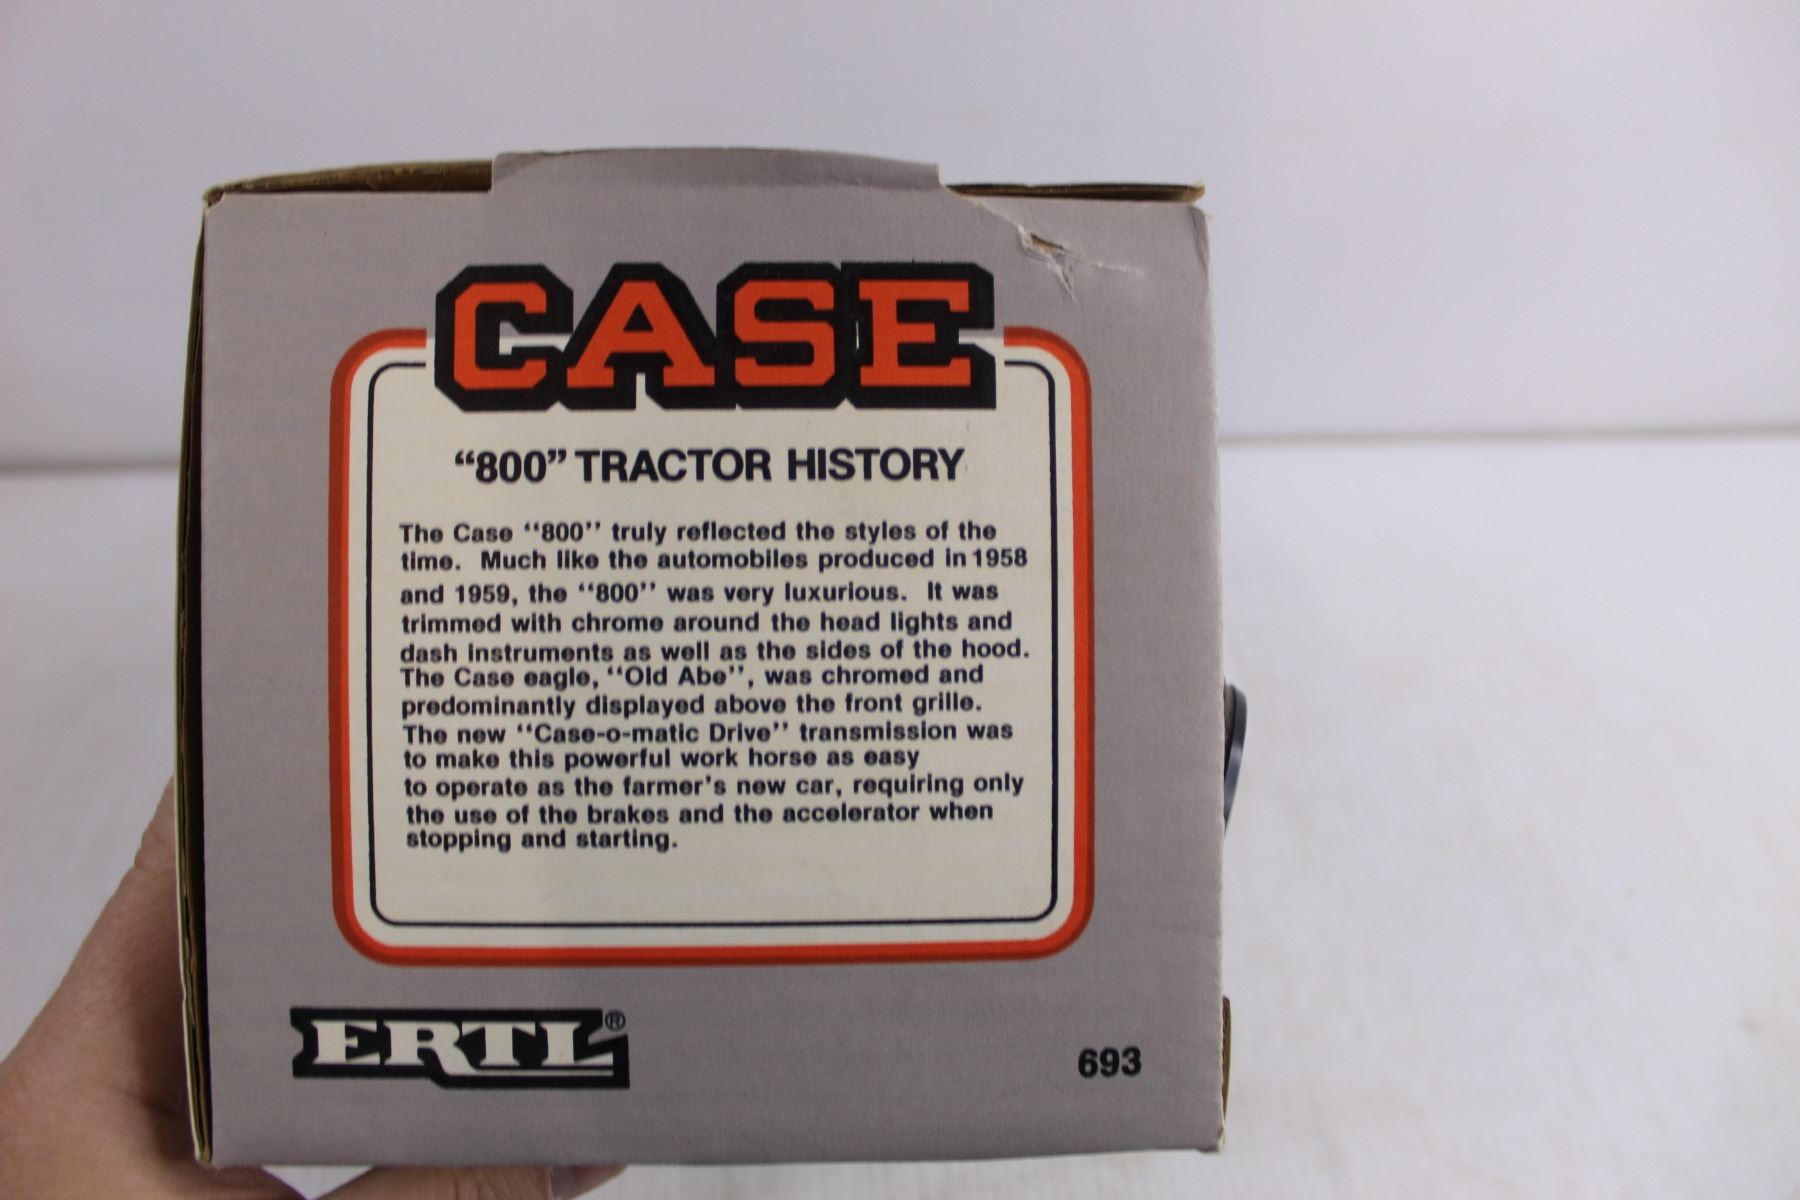 CASE
“800” TRACTOR HISTORY
The Case “800” truly reflected the styles of the
time. Much like the automobiles produced in 1958
and 1959, the “800” was very luxurious. It was
trimmed with chrome around the head lights and
dash instruments as well as the sides of the hood.
The Case eagle, “Old Abe”, was chromed and
predominantly displayed above the front grille.
The new “Case-o-matic Drive” transmission was
to make this powerful work horse as easy
to operate as the farmer's new car, requiring only
the use of the brakes and the accelerator when
stopping and starting.
ERTL®
693